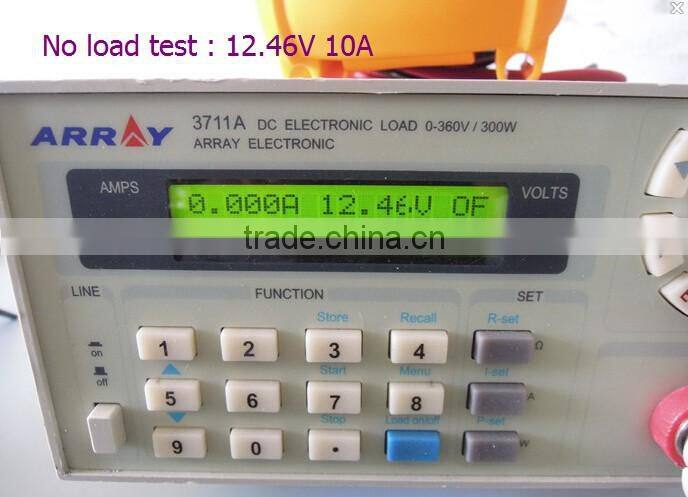 No load test : 12.46V 10A
ARRAY 3711A DC ELECTRONIC LOAD 0-360V / 300W
ARRAY ELECTRONIC
AMPS VOLTS
0.000A 12.46V OF
trade.china.cn
LINE FUNCTION SET
Store Recall R-set
on 1 2 3 4 Ω
off Start Menu I-set
5 6 7 8 A
Stop Load on/off P-set
9 0 . W